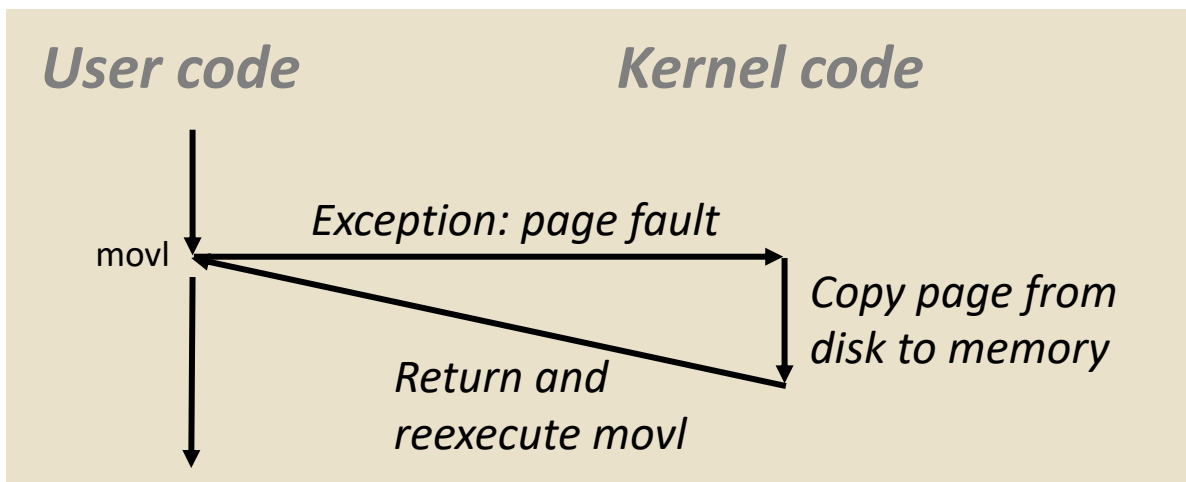 User code
Kernel code
Exception: page fault
movl
Copy page from
disk to memory
Return and
reexecute movl